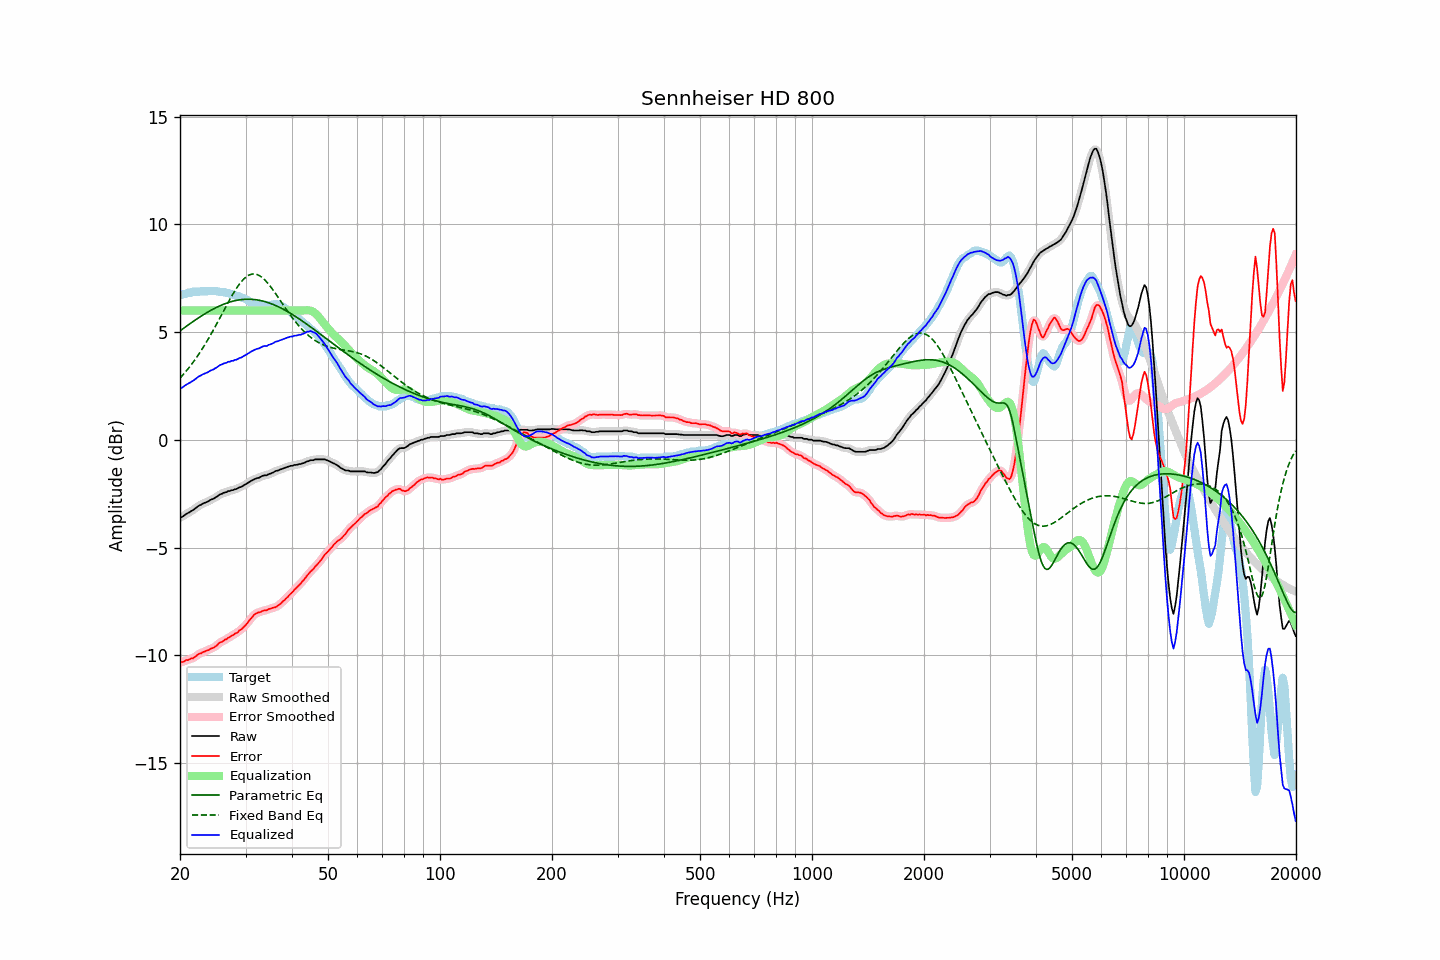 Sennheiser HD 800
Amplitude (dBr)
15
10
5
0
−5
−10
−15
Target
Raw Smoothed
Error Smoothed
Raw
Error
Equalization
Parametric Eq
Fixed Band Eq
Equalized
20 50 100 200 500 1000 2000 5000 10000 20000
Frequency (Hz)